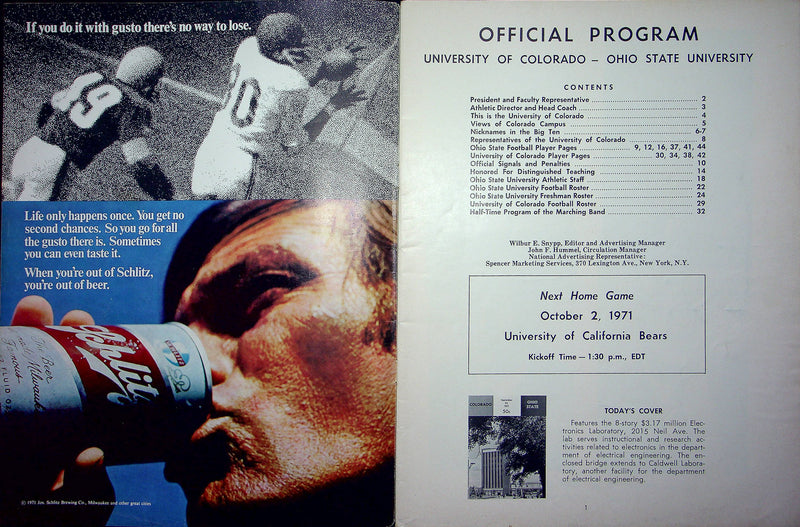 If you do it with gusto there's no way to lose.
89
20
Life only happens once. You get no
second chances. So you go for all
the gusto there is. Sometimes
you can even taste it.
When you're out of Schlitz,
you're out of beer.
Schlitz
The Beer
that Made
Milwaukee
Famous
FLUID OZ
© 1971 Jos. Schlitz Brewing Co., Milwaukee and other great cities
OFFICIAL PROGRAM
UNIVERSITY OF COLORADO – OHIO STATE UNIVERSITY
CONTENTS
President and Faculty Representative 2
Athletic Director and Head Coach 3
This is the University of Colorado 4
Views of Colorado Campus 5
Nicknames in the Big Ten 6-7
Representatives of the University of Colorado 8
Ohio State Football Player Pages 9, 12, 16, 37, 41, 44
University of Colorado Player Pages 30, 34, 38, 42
Official Signals and Penalties 10
Honored For Distinguished Teaching 14
Ohio State University Athletic Staff 18
Ohio State University Football Roster 22
Ohio State University Freshman Roster 24
University of Colorado Football Roster 29
Half-Time Program of the Marching Band 32
Wilbur E. Snypp, Editor and Advertising Manager
John F. Hummel, Circulation Manager
National Advertising Representative:
Spencer Marketing Services, 370 Lexington Ave., New York, N.Y.
Next Home Game
October 2, 1971
University of California Bears
Kickoff Time — 1:30 p.m., EDT
COLORADO
50c
OHIO
STATE
TODAY'S COVER
Features the 8-story $3.17 million Elec-
tronics Laboratory, 2015 Neil Ave. The
lab serves instructional and research ac-
tivities related to electronics in the depart-
ment of electrical engineering. The en-
closed bridge extends to Caldwell Labora-
tory, another facility for the department
of electrical engineering.
1